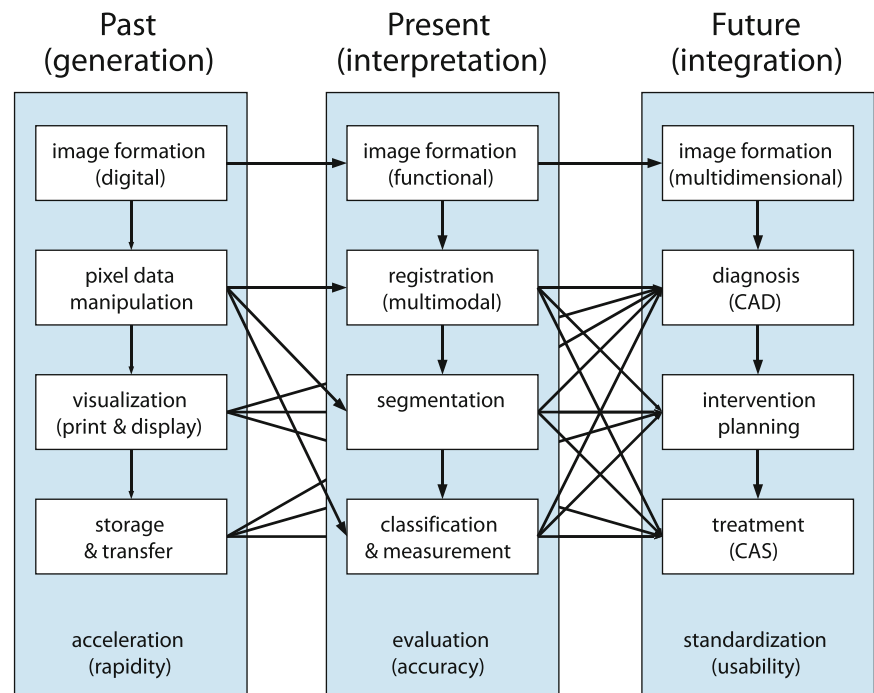 Past
(generation)
image formation
(digital)
pixel data
manipulation
visualization
(print & display)
storage
& transfer
acceleration
(rapidity)
Present
(interpretation)
image formation
(functional)
registration
(multimodal)
segmentation
classification
& measurement
evaluation
(accuracy)
Future
(integration)
image formation
(multidimensional)
diagnosis
(CAD)
intervention
planning
treatment
(CAS)
standardization
(usability)